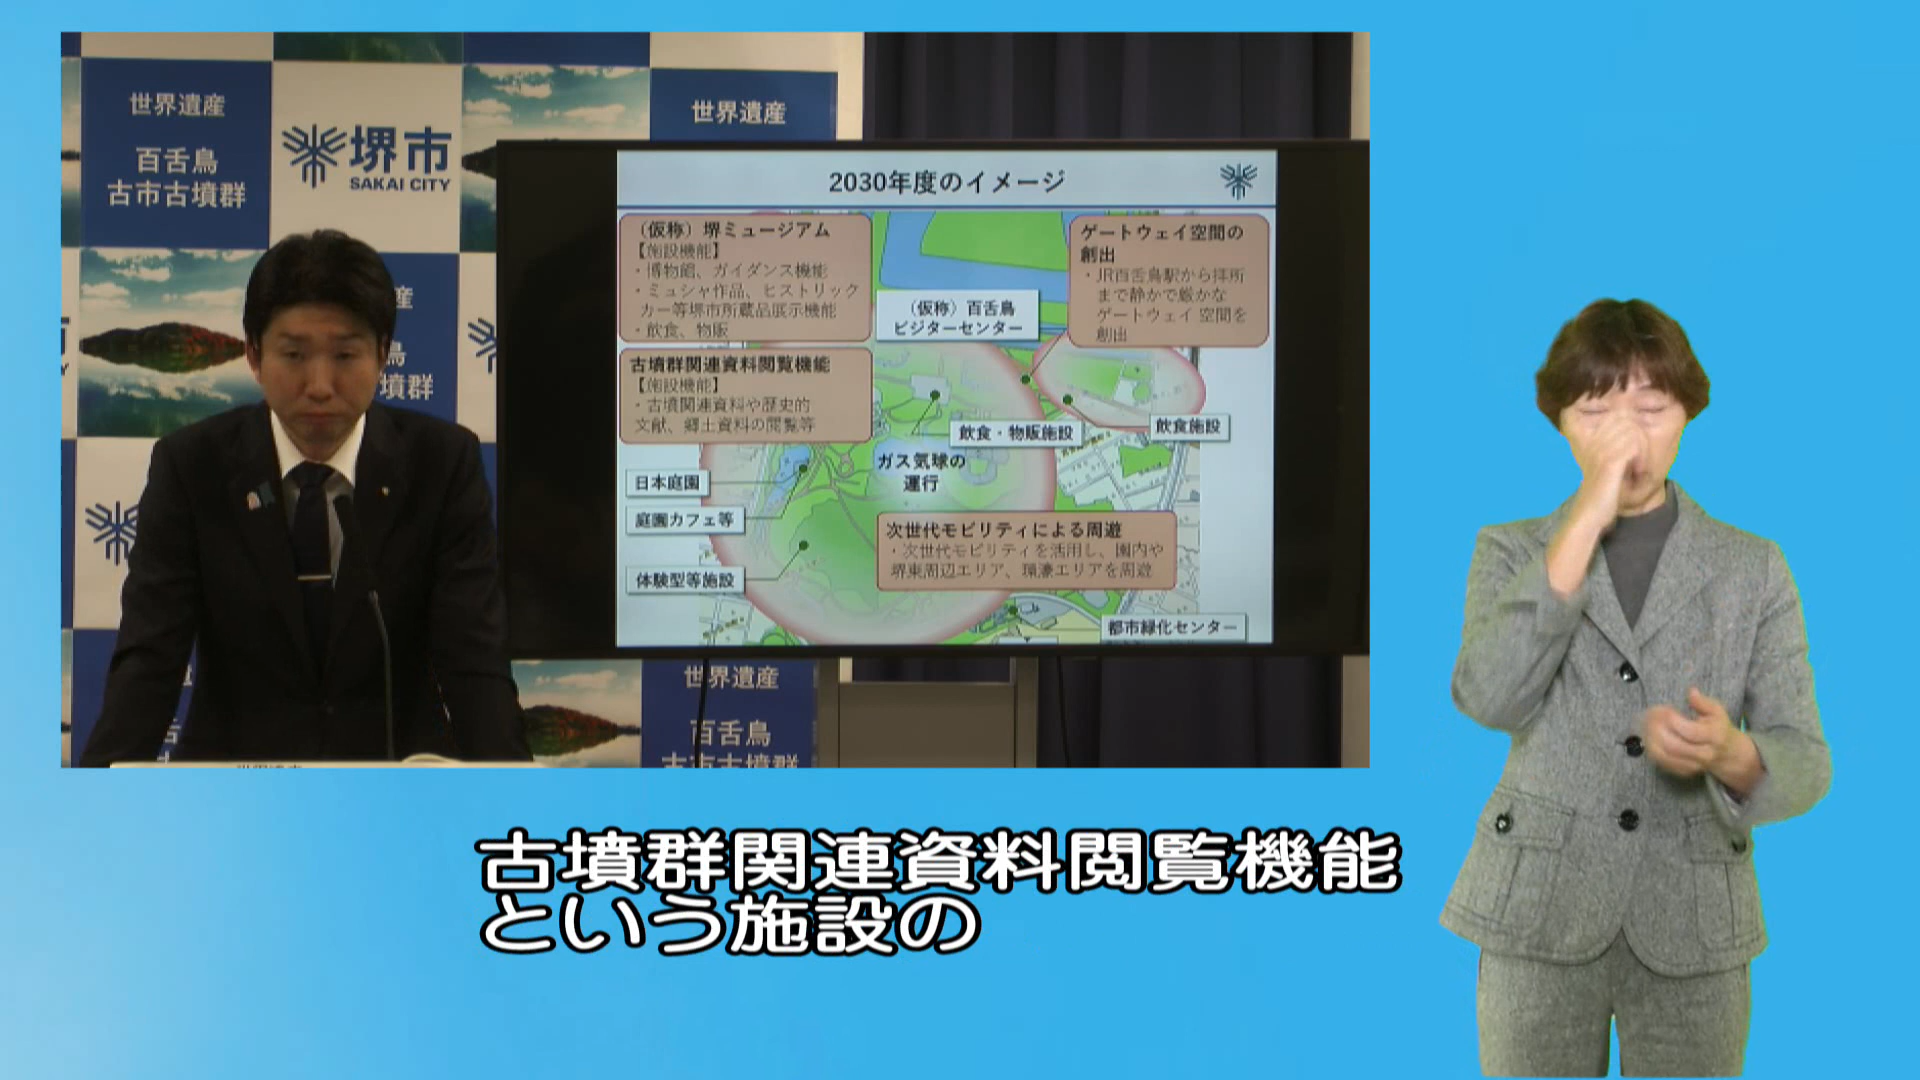 世界遺産
百舌鳥
古市古墳群
堺市
SAKAI CITY
世界遺産
2030年度のイメージ
（仮称）堺ミュージアム
【施設機能】
・博物館、ガイダンス機能
・ミュシャ作品、ヒストリック
カー等堺市所蔵品展示機能
・飲食、物販
ゲートウェイ空間の
創出
・JR百舌鳥駅から拝所
まで静かで厳かな
ゲートウェイ空間を
創出
（仮称）百舌鳥
ビジターセンター
古墳群関連資料閲覧機能
【施設機能】
・古墳関連資料や歴史的
文献、郷土資料の閲覧等
飲食・物販施設
飲食施設
ガス気球の
運行
日本庭園
庭園カフェ等
次世代モビリティによる周遊
・次世代モビリティを活用し、園内や
堺東周辺エリア、環濠エリアを周遊
体験型等施設
都市緑化センター
世界遺産
百舌鳥
古市古墳群
古墳群関連資料閲覧機能
という施設の